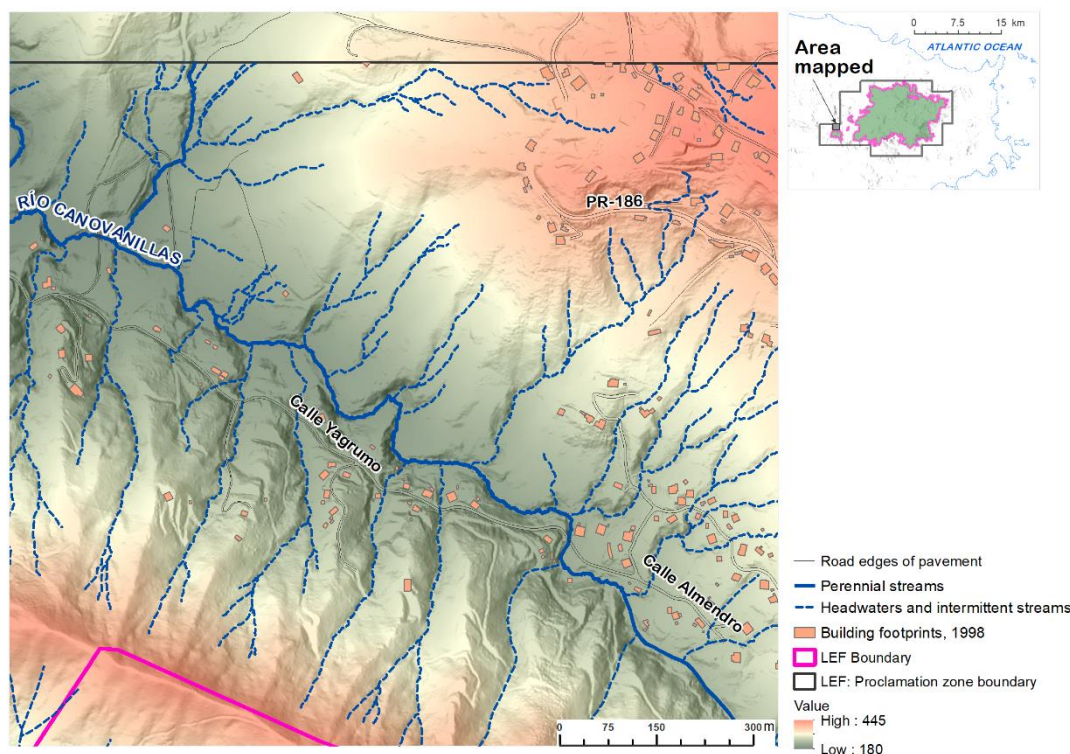 0 7.5 15 km
ATLANTIC OCEAN
Area
mapped
PR-186
RÍO CANOVANILLAS
Calle Yagrumo
Calle Almendro
Road edges of pavement
Perennial streams
Headwaters and intermittent streams
Building footprints, 1998
LEF Boundary
LEF: Proclamation zone boundary
Value
High : 445
Low : 180
0 75 150 300 m